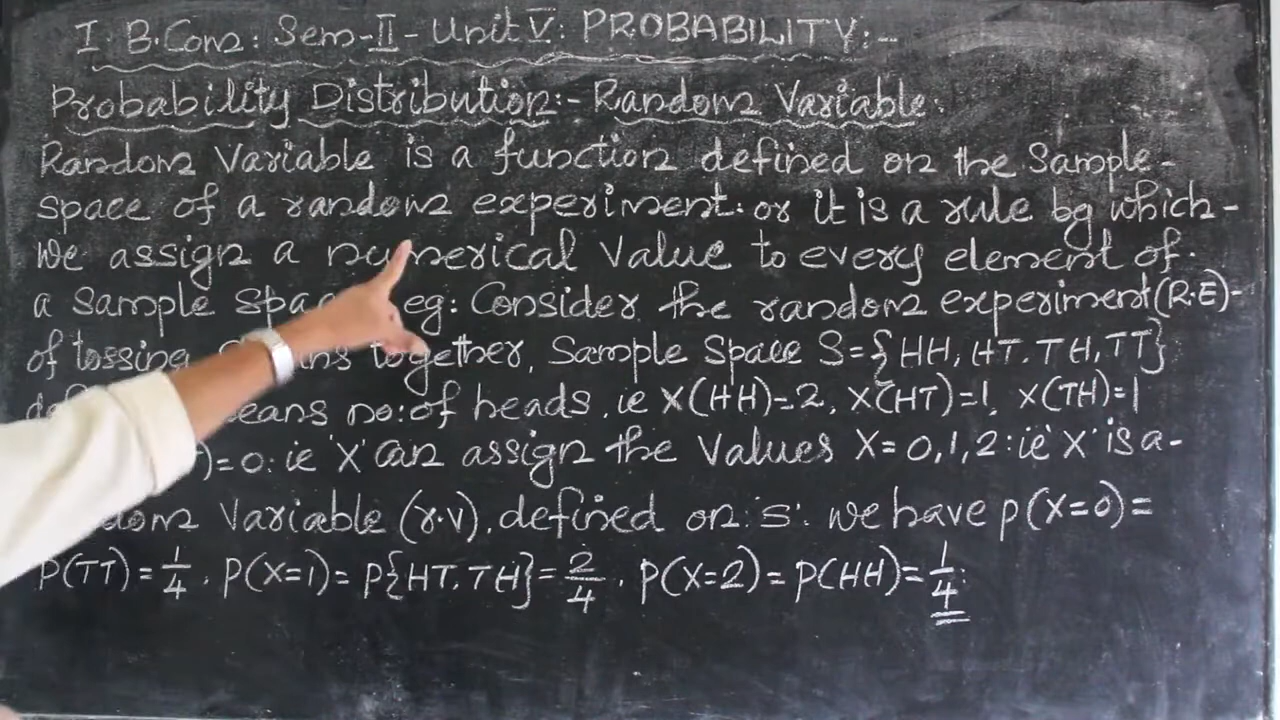 I B.Com: Sem-II - Unit V: PROBABILITY:-
Probability Distribution:- Random Variable:
Random Variable is a function defined on the Sample-
space of a random experiment. or it is a rule by which-
we assign a numerical Value to every element of.
a Sample eg: Consider the random experiment (R.E)-
of together, Sample Space S={HH, HT, TH, TT}
no: of heads, ie X(HH)=2, X(HT)=1, X(TH)=1
)=0: ie 'X' can assign the Values X=0,1,2: ie 'X' is a-
Variable (r.v), defined on 'S'. we have p(X=0)=
P(TT)=1/4, p(X=1)= p{HT, TH}=2/4, p(X=2)=p(HH)=1/4: